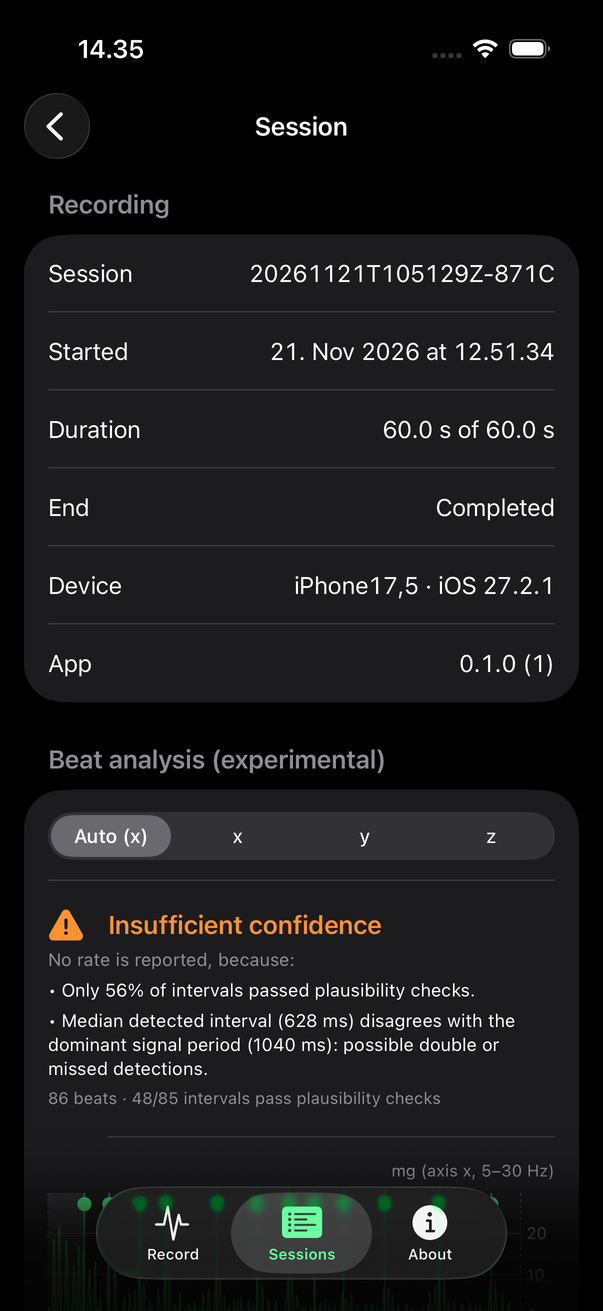 14.35
Session
Recording
Session 20261121T105129Z-871C
Started 21. Nov 2026 at 12.51.34
Duration 60.0 s of 60.0 s
End Completed
Device iPhone17,5 · iOS 27.2.1
App 0.1.0 (1)
Beat analysis (experimental)
Auto (x) x y z
Insufficient confidence
No rate is reported, because:
• Only 56% of intervals passed plausibility checks.
• Median detected interval (628 ms) disagrees with the
dominant signal period (1040 ms): possible double or
missed detections.
86 beats · 48/85 intervals pass plausibility checks
mg (axis x, 5–30 Hz)
20
10
Record Sessions About